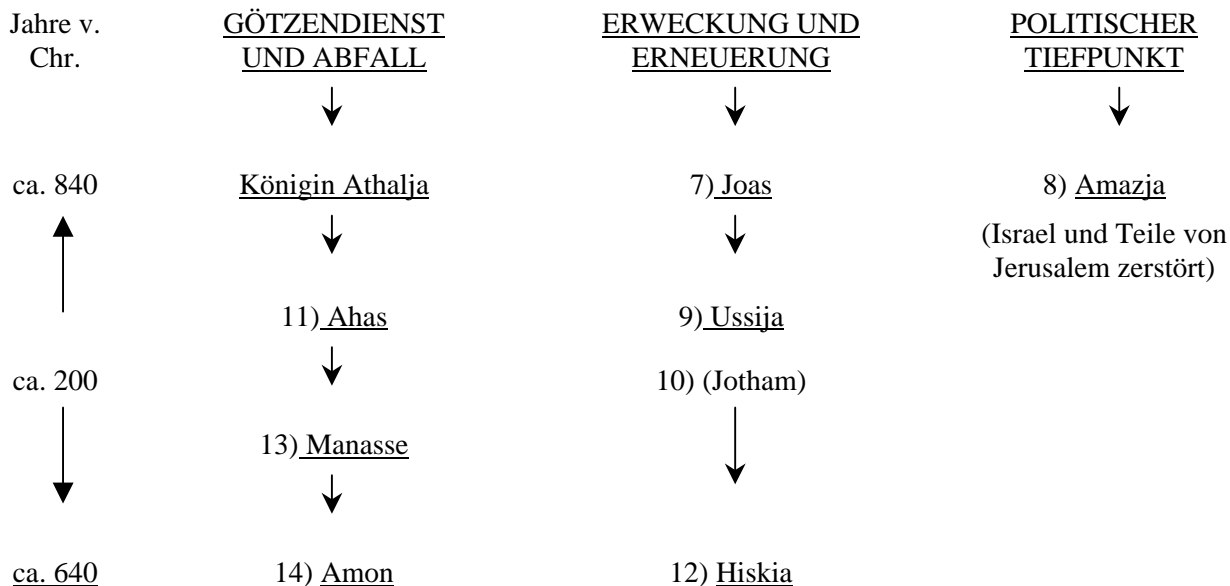 Jahre v. Chr.
GÖTZENDIENST UND ABFALL
ERWECKUNG UND ERNEUERUNG
POLITISCHER TIEFPUNKT
ca. 840
Königin Athalja
7) Joas
8) Amazja
(Israel und Teile von
Jerusalem zerstört)
11) Ahas
9) Ussija
ca. 200
10) (Jotham)
13) Manasse
ca. 640
14) Amon
12) Hiskia